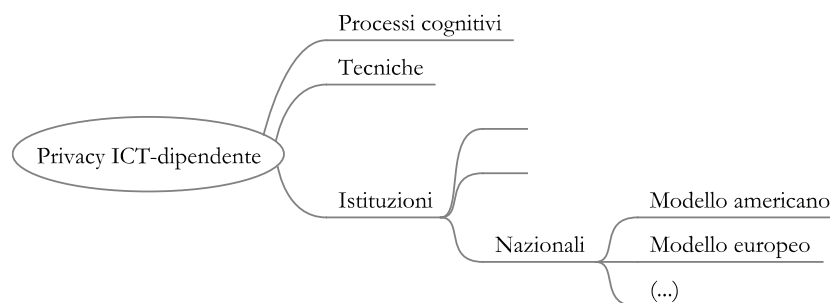 Processi cognitivi
Tecniche
Privacy ICT-dipendente
Istituzioni
Modello americano
Nazionali
Modello europeo
(...)